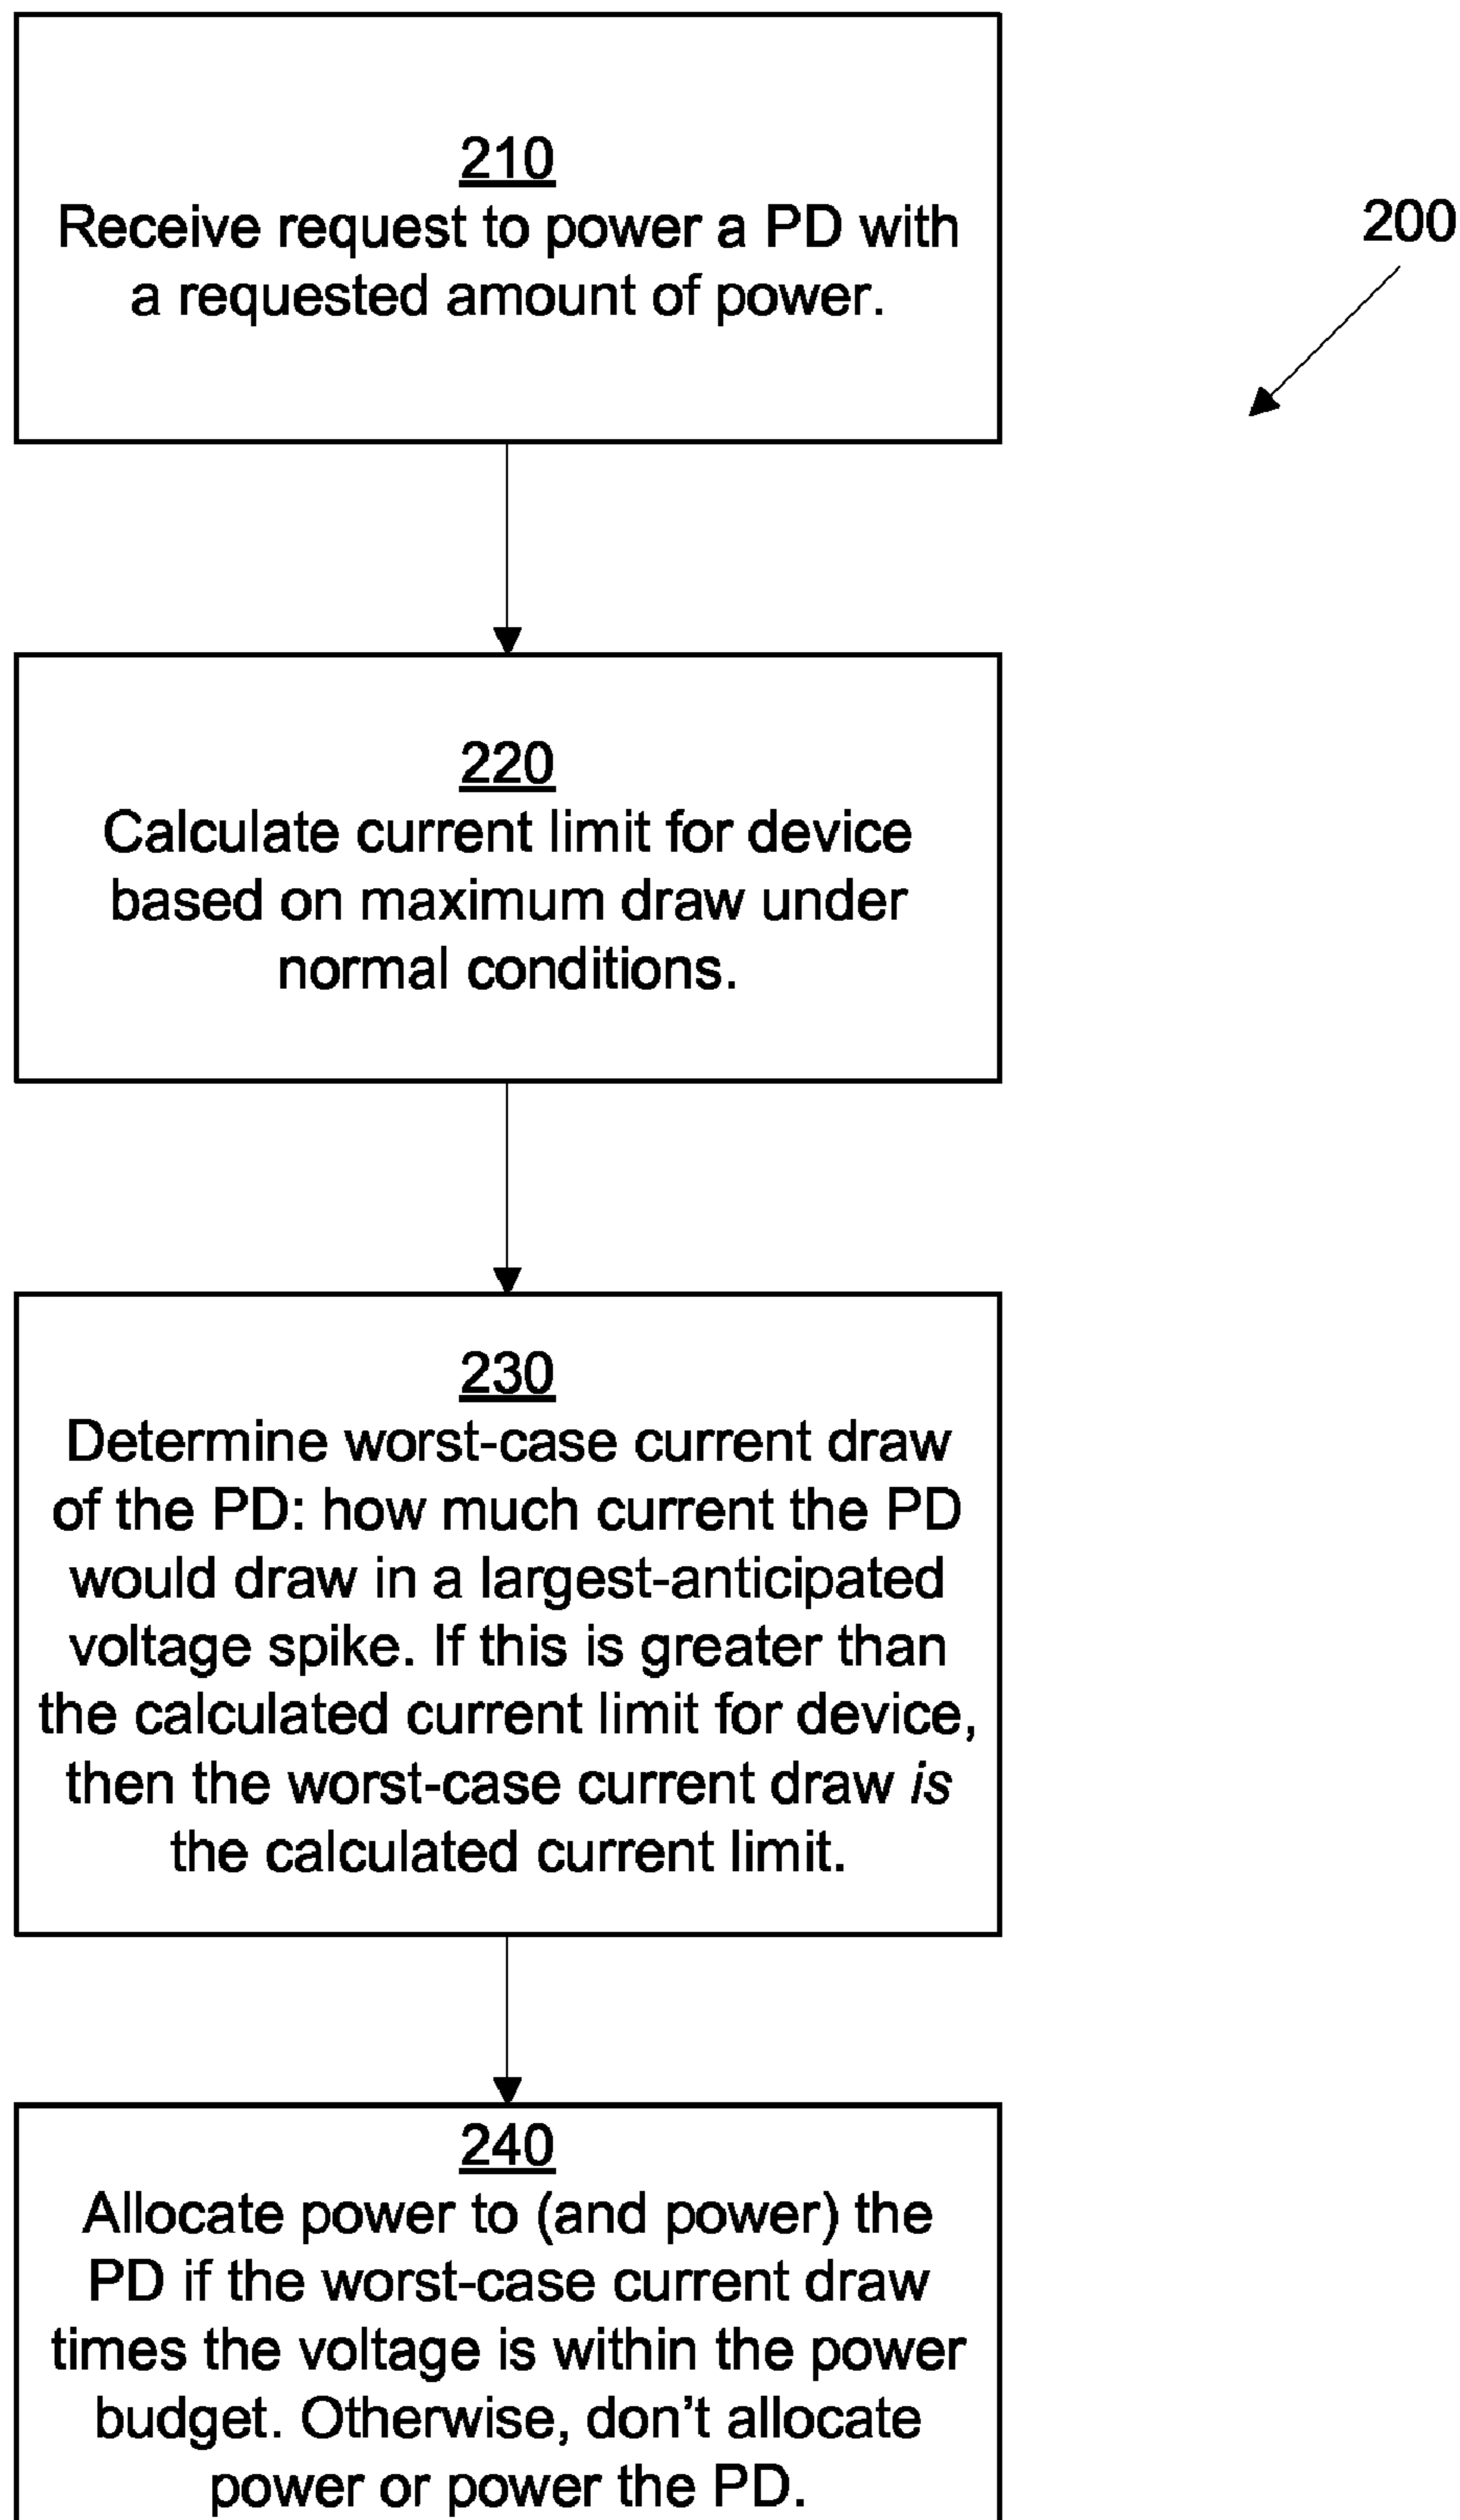 210
Receive request to power a PD with
a requested amount of power.
200
220
Calculate current limit for device
based on maximum draw under
normal conditions.
230
Determine worst-case current draw
of the PD: how much current the PD
would draw in a largest-anticipated
voltage spike. If this is greater than
the calculated current limit for device,
then the worst-case current draw is
the calculated current limit.
240
Allocate power to (and power) the
PD if the worst-case current draw
times the voltage is within the power
budget. Otherwise, don't allocate
power or power the PD.